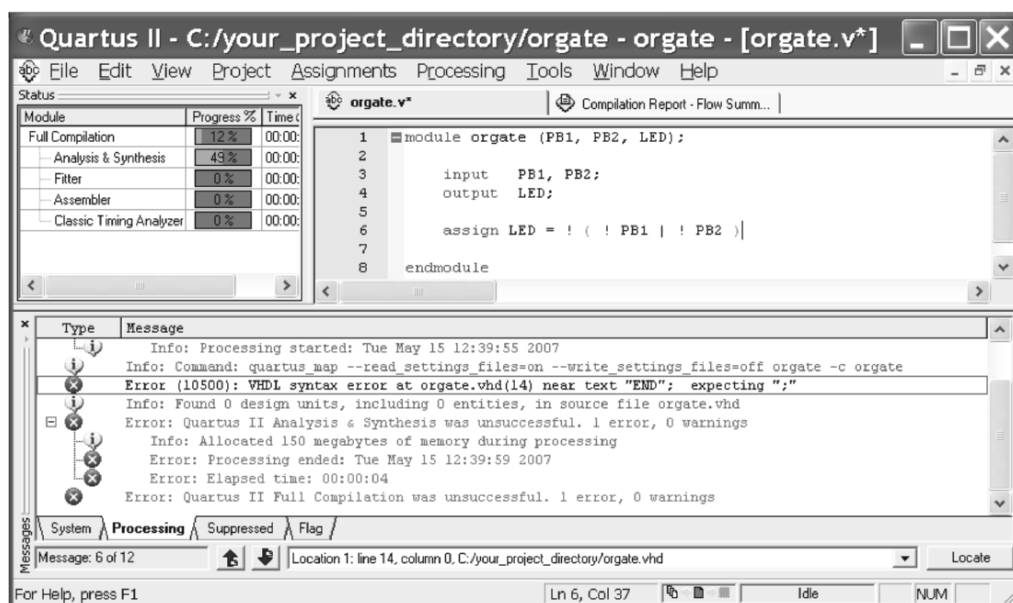 Quartus II - C:/your_project_directory/orgate - orgate - [orgate.v*]
File Edit View Project Assignments Processing Tools Window Help
Status
Module Progress % Time (
Full Compilation 12 % 00:00:
Analysis & Synthesis 49 % 00:00:
Fitter 0 % 00:00:
Assembler 0 % 00:00:
Classic Timing Analyzer 0 % 00:00:
abc orgate.v* Compilation Report - Flow Summ...
1 module orgate (PB1, PB2, LED);
2
3 input PB1, PB2;
4 output LED;
5
6 assign LED = ! ( ! PB1 | ! PB2 )
7
8 endmodule
Type Message
Info: Processing started: Tue May 15 12:39:55 2007
Info: Command: quartus_map --read_settings_files=on --write_settings_files=off orgate -c orgate
Error (10500): VHDL syntax error at orgate.vhd(14) near text "END"; expecting ";"
Info: Found 0 design units, including 0 entities, in source file orgate.vhd
Error: Quartus II Analysis & Synthesis was unsuccessful. 1 error, 0 warnings
Info: Allocated 150 megabytes of memory during processing
Error: Processing ended: Tue May 15 12:39:59 2007
Error: Elapsed time: 00:00:04
Error: Quartus II Full Compilation was unsuccessful. 1 error, 0 warnings
System Processing Suppressed Flag
Messages
Message: 6 of 12 Location 1: line 14, column 0, C:/your_project_directory/orgate.vhd Locate
For Help, press F1 Ln 6, Col 37 Idle NUM